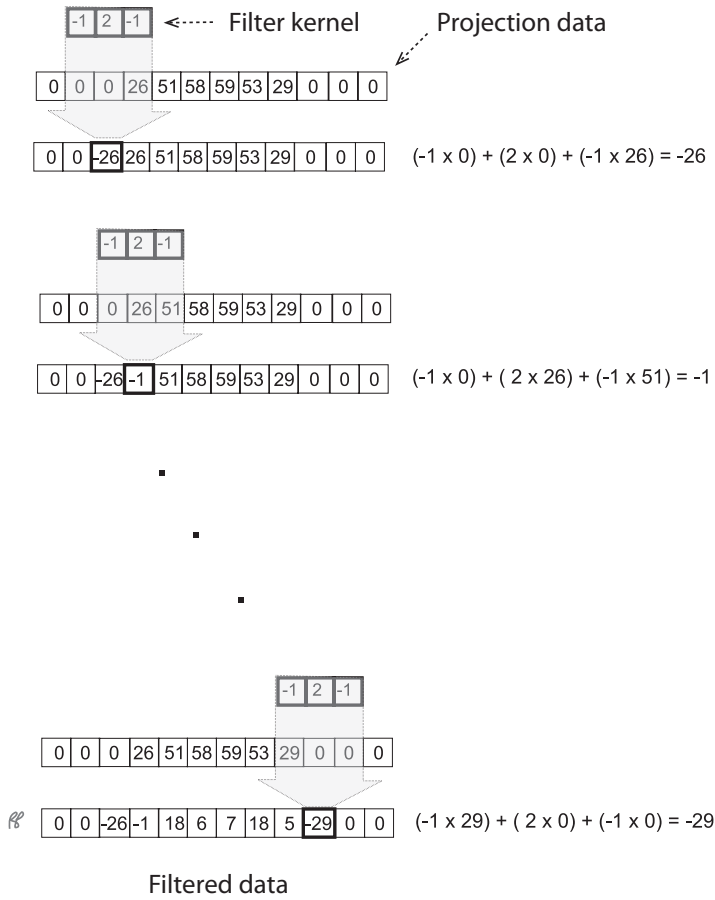 -1 2 -1 Filter kernel Projection data
0 0 0 26 51 58 59 53 29 0 0 0
0 0 -26 26 51 58 59 53 29 0 0 0 (-1 x 0) + (2 x 0) + (-1 x 26) = -26
-1 2 -1
0 0 0 26 51 58 59 53 29 0 0 0
0 0 -26 -1 51 58 59 53 29 0 0 0 (-1 x 0) + ( 2 x 26) + (-1 x 51) = -1
-1 2 -1
0 0 0 26 51 58 59 53 29 0 0 0
0 0 -26 -1 18 6 7 18 5 -29 0 0 (-1 x 29) + ( 2 x 0) + (-1 x 0) = -29
Filtered data